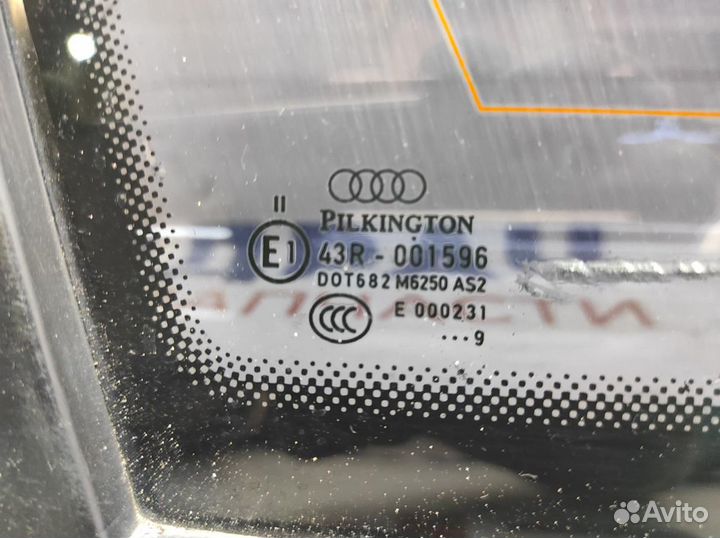 II
PILKINGTON
E1 43R - 001596
DOT682 M6250 AS2
CCC E 000231
···9
Avito